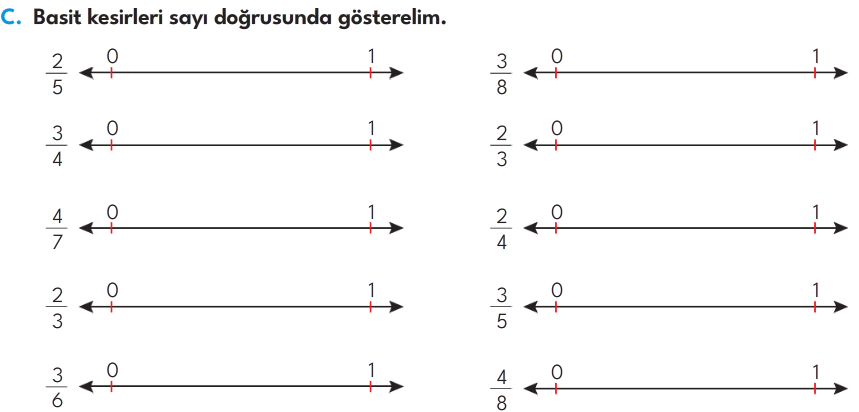 C. Basit kesirleri sayı doğrusunda gösterelim.
2/5 0 1
3/8 0 1
3/4 0 1
2/3 0 1
4/7 0 1
2/4 0 1
2/3 0 1
3/5 0 1
3/6 0 1
4/8 0 1